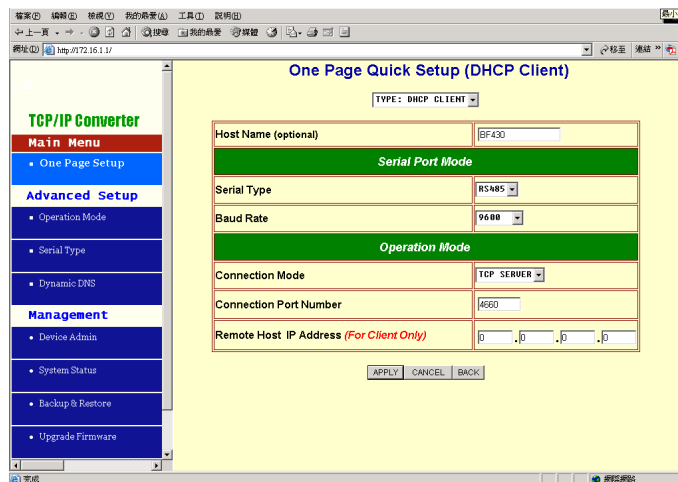 檔案(F) 編輯(E) 檢視(V) 我的最愛(A) 工具(T) 說明(H)
最小
上一頁 搜尋 我的最愛 媒體
網址(D) http://172.16.1.1/ 移至 連結 »
TCP/IP Converter
Main Menu
One Page Setup
Advanced Setup
Operation Mode
Serial Type
Dynamic DNS
Management
Device Admin
System Status
Backup & Restore
Upgrade Firmware
One Page Quick Setup (DHCP Client)
TYPE: DHCP CLIENT
Host Name (optional) BF430
Serial Port Mode
Serial Type RS485
Baud Rate 9600
Operation Mode
Connection Mode TCP SERVER
Connection Port Number 4660
Remote Host IP Address (For Client Only) 0 . 0 . 0 . 0
APPLY CANCEL BACK
完成 網際網路